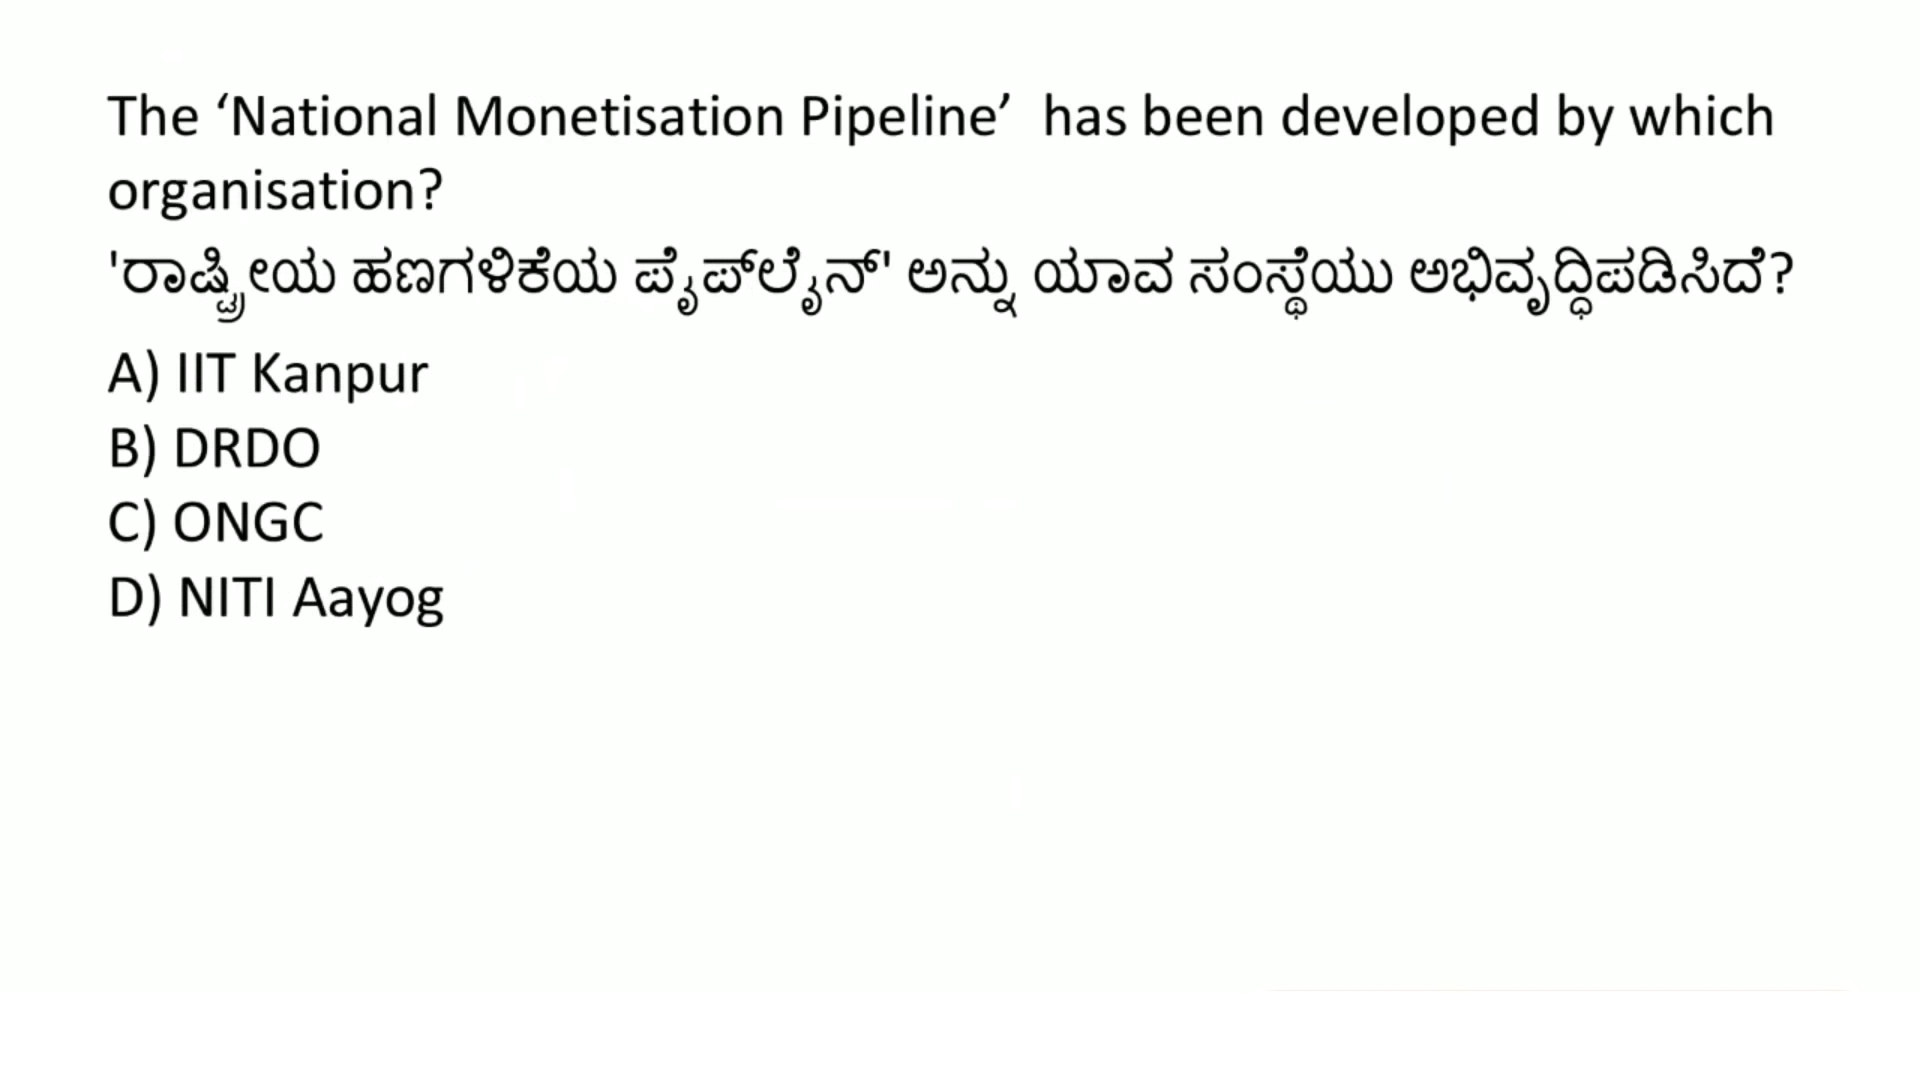 The ‘National Monetisation Pipeline’ has been developed by which
organisation?
'ರಾಷ್ಟ್ರೀಯ ಹಣಗಳಿಕೆಯ ಪೈಪ್‌ಲೈನ್' ಅನ್ನು ಯಾವ ಸಂಸ್ಥೆಯು ಅಭಿವೃದ್ಧಿಪಡಿಸಿದೆ?
A) IIT Kanpur
B) DRDO
C) ONGC
D) NITI Aayog